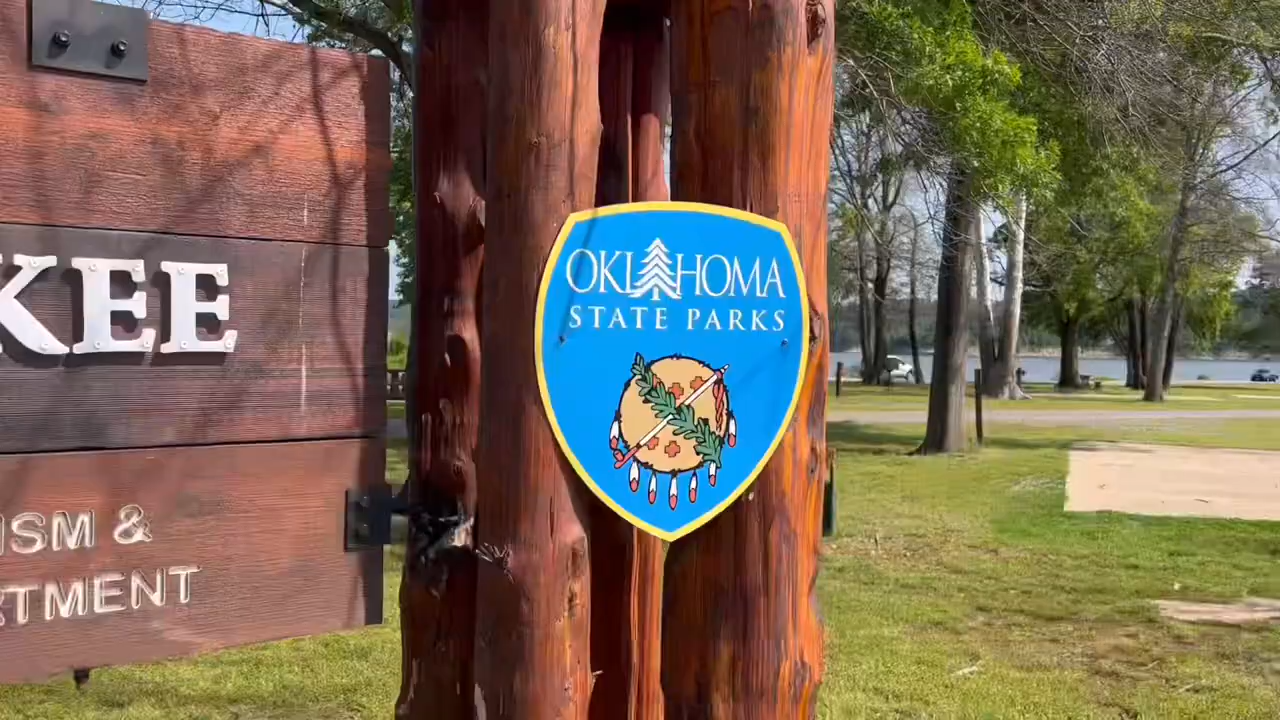 KEE
ISM &
RTMENT
OKLAHOMA
STATE PARKS